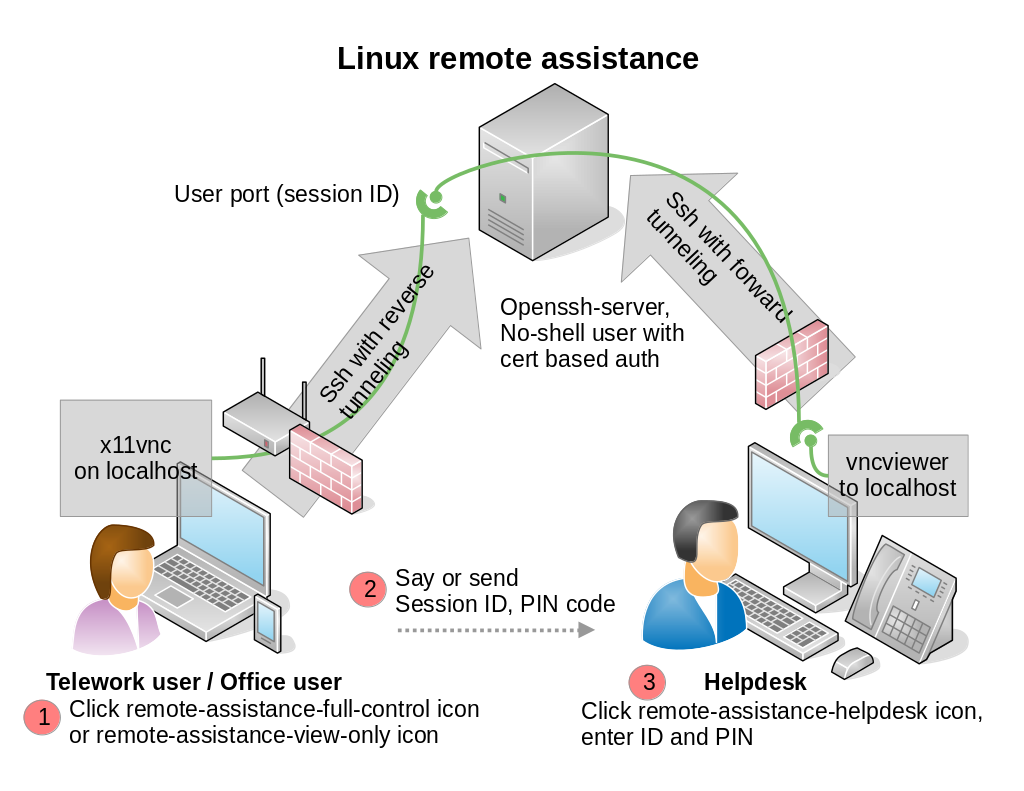 Linux remote assistance
User port (session ID)
Ssh with reverse
tunneling
Ssh with forward
tunneling
Openssh-server,
No-shell user with
cert based auth
x11vnc
on localhost
vncviewer
to localhost
2
Say or send
Session ID, PIN code
Telework user / Office user
1
Click remote-assistance-full-control icon
or remote-assistance-view-only icon
3
Helpdesk
Click remote-assistance-helpdesk icon,
enter ID and PIN